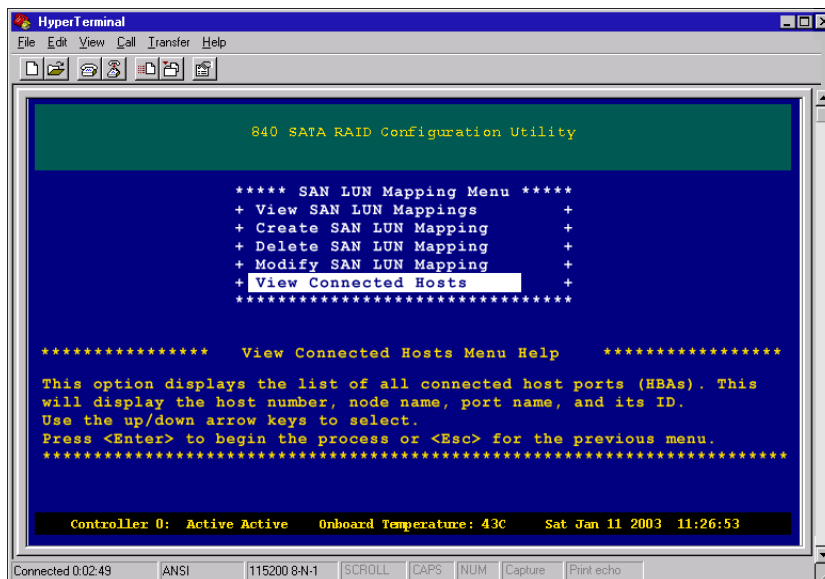 HyperTerminal
File Edit View Call Transfer Help
840 SATA RAID Configuration Utility
***** SAN LUN Mapping Menu *****
+ View SAN LUN Mappings +
+ Create SAN LUN Mapping +
+ Delete SAN LUN Mapping +
+ Modify SAN LUN Mapping +
+ View Connected Hosts +
********************************
**************** View Connected Hosts Menu Help *****************
This option displays the list of all connected host ports (HBAs). This
will display the host number, node name, port name, and its ID.
Use the up/down arrow keys to select.
Press <Enter> to begin the process or <Esc> for the previous menu.
************************************************************************
Controller 0: Active Active Onboard Temperature: 43C Sat Jan 11 2003 11:26:53
Connected 0:02:49 ANSI 115200 8-N-1 SCROLL CAPS NUM Capture Print echo